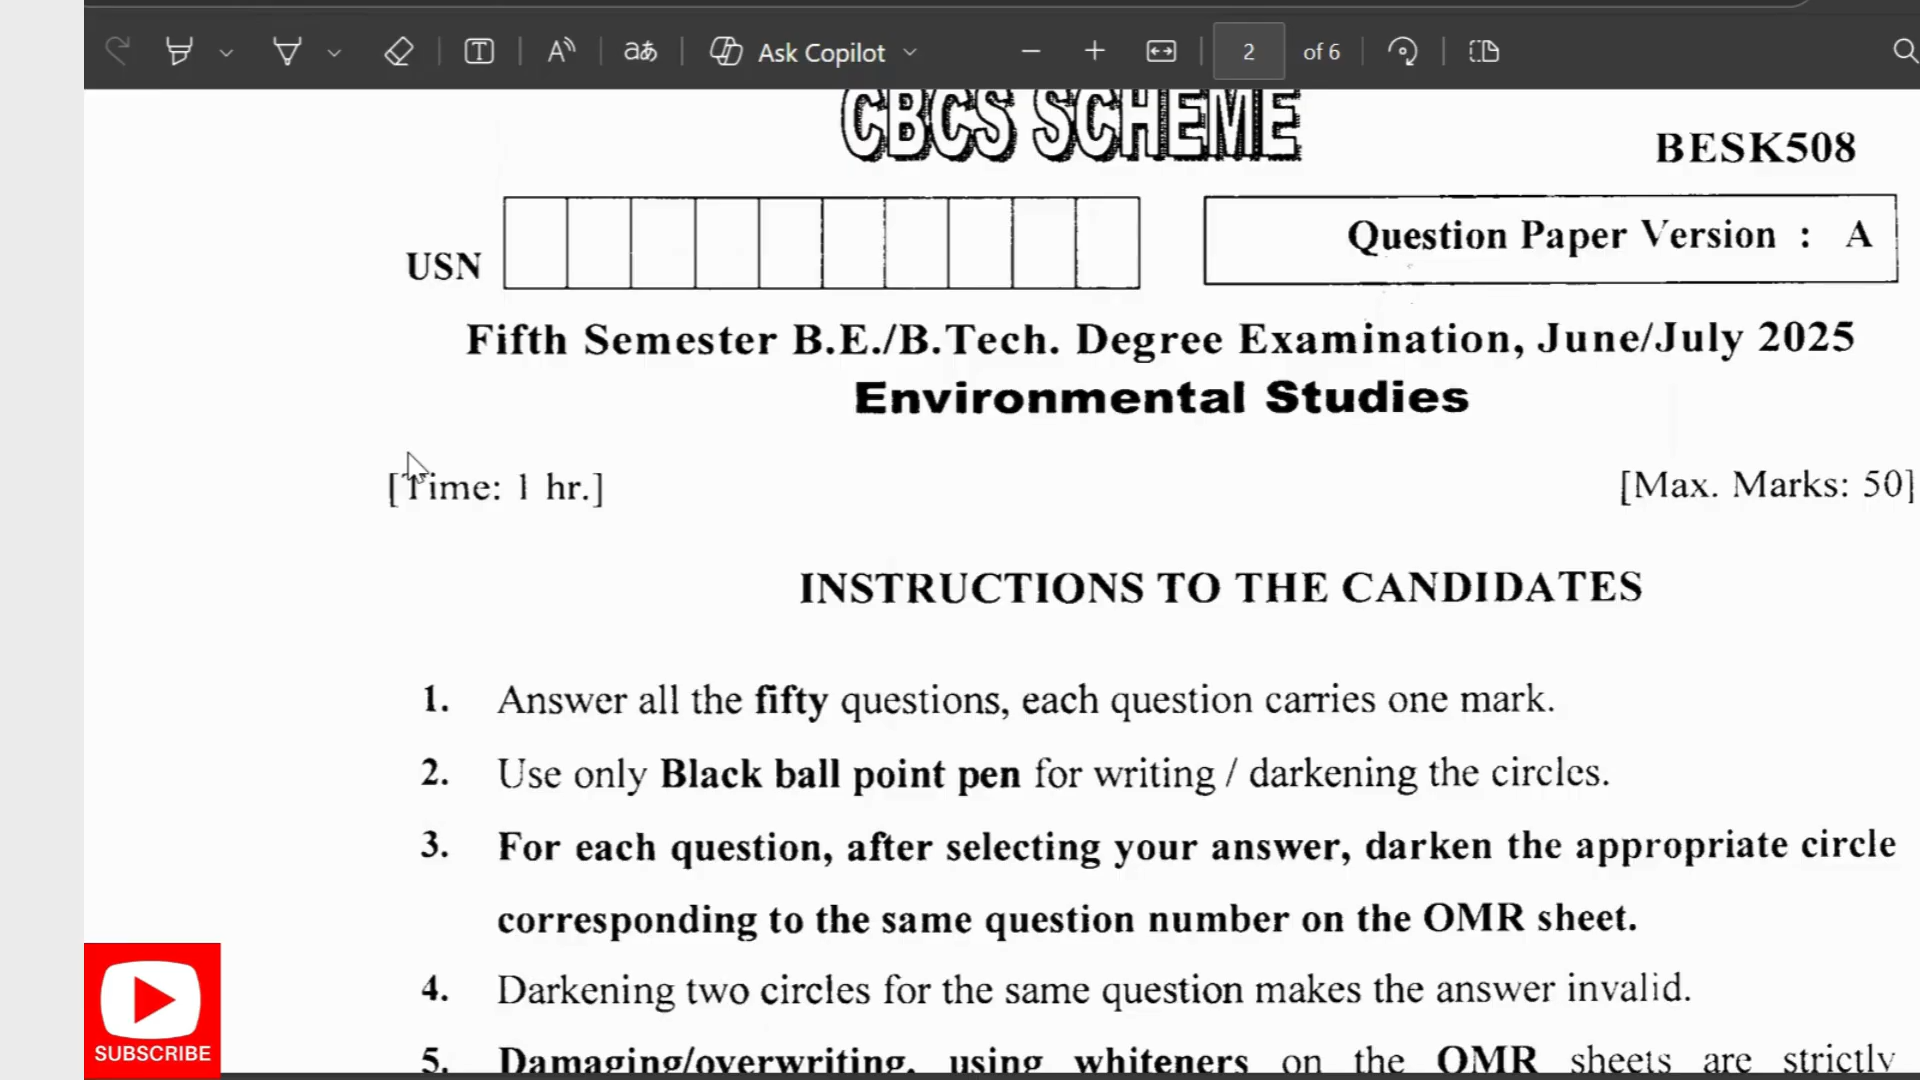 Ask Copilot
2
of 6
CBCS SCHEME
BESK508
USN
Question Paper Version : A
Fifth Semester B.E./B.Tech. Degree Examination, June/July 2025
Environmental Studies
[Time: 1 hr.]
[Max. Marks: 50]
INSTRUCTIONS TO THE CANDIDATES
1. Answer all the fifty questions, each question carries one mark.
2. Use only Black ball point pen for writing / darkening the circles.
3. For each question, after selecting your answer, darken the appropriate circle
corresponding to the same question number on the OMR sheet.
4. Darkening two circles for the same question makes the answer invalid.
5. Damaging/overwriting, using whiteners on the OMR sheets are strictly
SUBSCRIBE